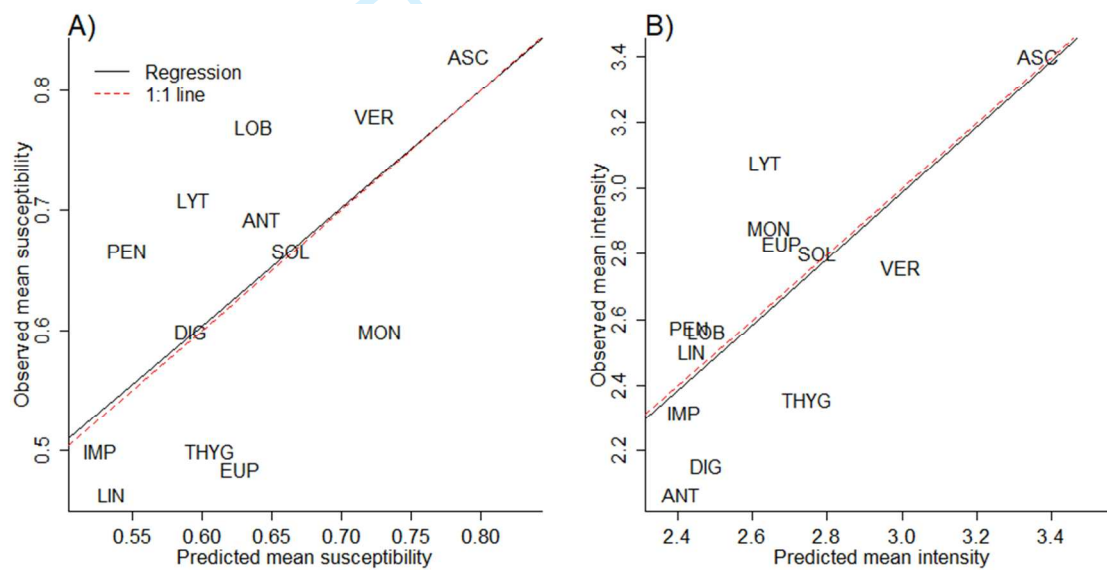 A)
Regression
1:1 line
ASC
VER
LOB
LYT
ANT
PEN
SOL
DIG
MON
IMP
THYG
EUP
LIN
0.8
0.7
0.6
0.5
Observed mean susceptibility
0.55 0.60 0.65 0.70 0.75 0.80
Predicted mean susceptibility
B)
ASC
LYT
MON
EUP
SOL
VER
PEN
LOB
LIN
THYG
IMP
DIG
ANT
3.4
3.2
3.0
2.8
2.6
2.4
2.2
Observed mean intensity
2.4 2.6 2.8 3.0 3.2 3.4
Predicted mean intensity